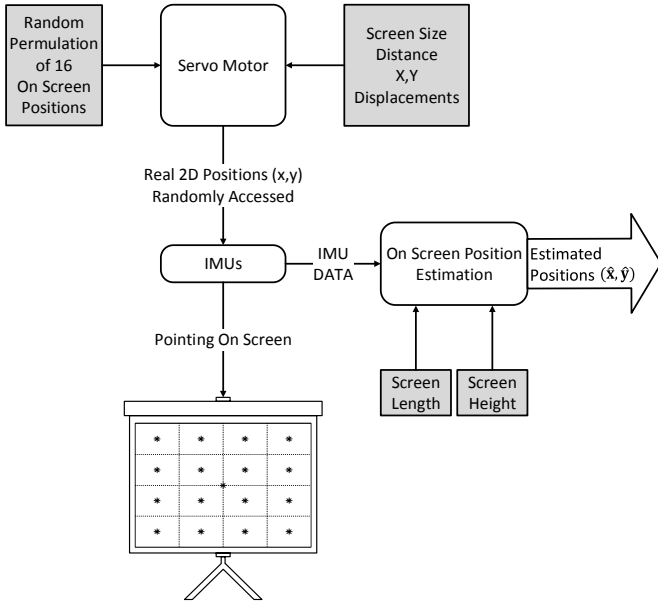 Random
Permulation
of 16
On Screen
Positions
Servo Motor
Screen Size
Distance
X,Y
Displacements
Real 2D Positions (x,y)
Randomly Accessed
IMUs
IMU
DATA
On Screen Position
Estimation
Estimated
Positions (x̂,ŷ)
Pointing On Screen
Screen
Length
Screen
Height